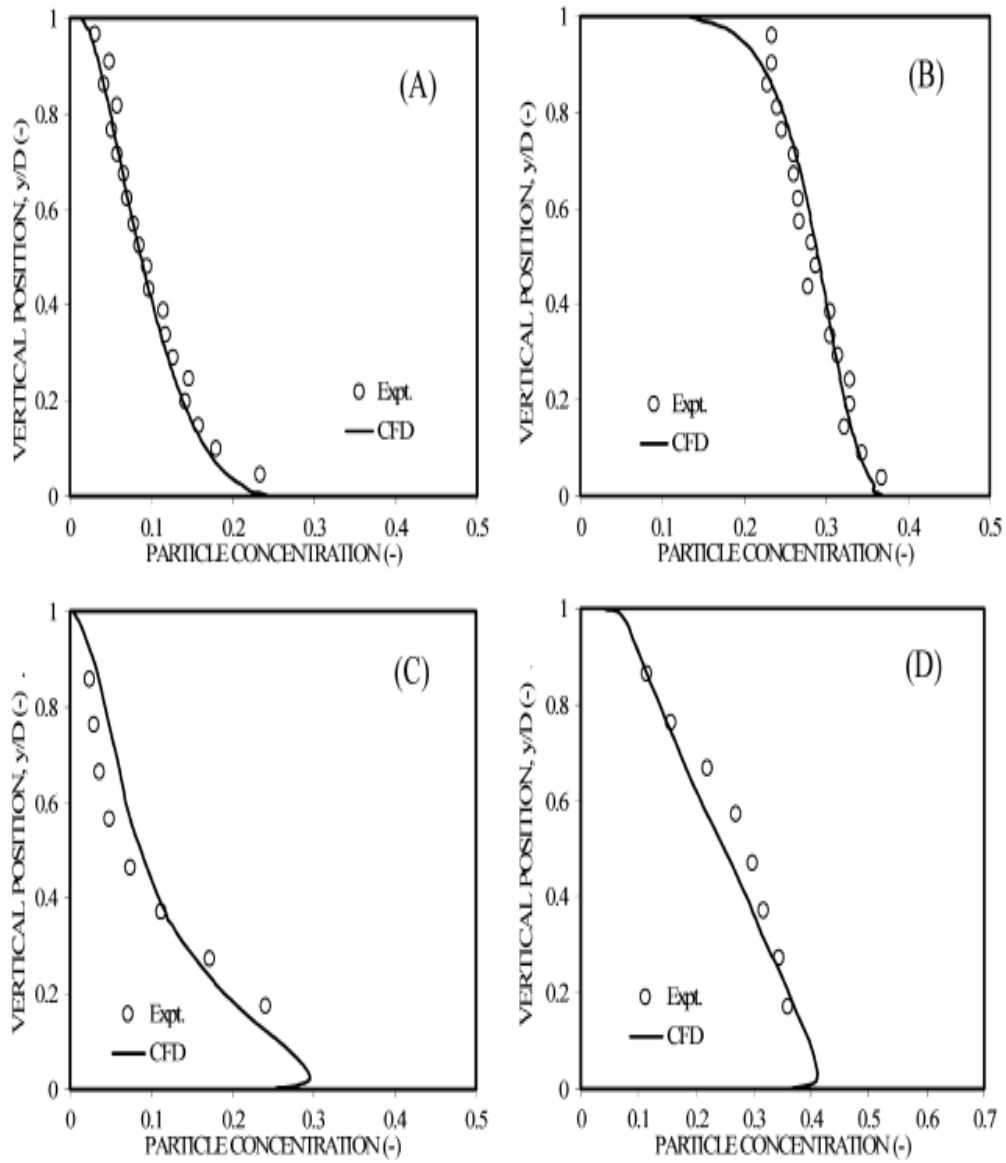 VERTICAL POSITION, y/D (-)
1
0.8
0.6
0.4
0.2
0
(A)
Expt.
CFD
0 0.1 0.2 0.3 0.4 0.5
PARTICLE CONCENTRATION (-)
VERTICAL POSITION, y/D (-)
1
0.8
0.6
0.4
0.2
0
(B)
Expt.
CFD
0 0.1 0.2 0.3 0.4 0.5
PARTICLE CONCENTRATION (-)
VERTICAL POSITION, y/D (-) .
1
0.8
0.6
0.4
0.2
0
(C)
Expt.
CFD
0 0.1 0.2 0.3 0.4 0.5
PARTICLE CONCENTRATION (-)
VERTICAL POSITION, y/D (-) .
1
0.8
0.6
0.4
0.2
0
(D)
Expt.
CFD
0 0.1 0.2 0.3 0.4 0.5 0.6 0.7
PARTICLE CONCENTRATION (-)